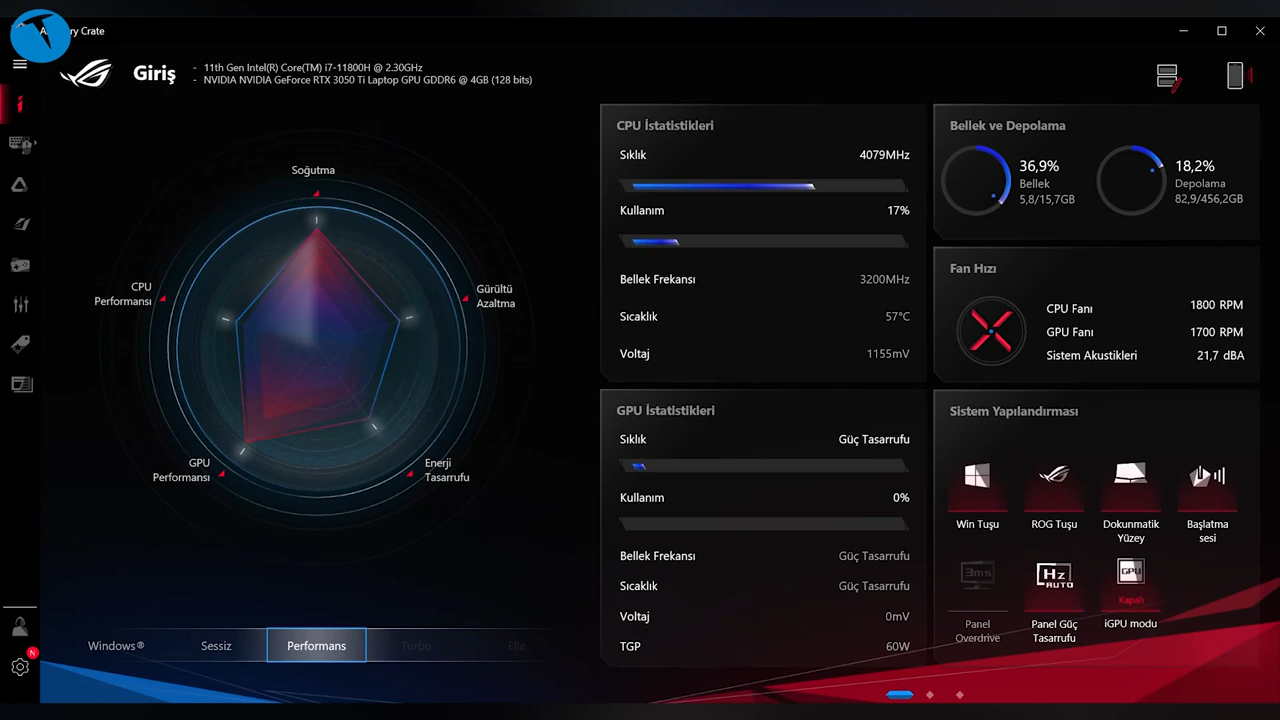 Crate
Giriş
- 11th Gen Intel(R) Core(TM) i7-11800H @ 2.30GHz
- NVIDIA NVIDIA GeForce RTX 3050 Ti Laptop GPU GDDR6 @ 4GB (128 bits)
Soğutma
CPU
Performansı
Gürültü
Azaltma
GPU
Performansı
Enerji
Tasarrufu
Windows®
Sessiz
Performans
Turbo
Elle
CPU İstatistikleri
Sıklık 4079MHz
Kullanım 17%
Bellek Frekansı 3200MHz
Sıcaklık 57°C
Voltaj 1155mV
GPU İstatistikleri
Sıklık Güç Tasarrufu
Kullanım 0%
Bellek Frekansı Güç Tasarrufu
Sıcaklık Güç Tasarrufu
Voltaj 0mV
TGP 60W
Bellek ve Depolama
36,9%
Bellek
5,8/15,7GB
18,2%
Depolama
82,9/456,2GB
Fan Hızı
CPU Fanı 1800 RPM
GPU Fanı 1700 RPM
Sistem Akustikleri 21,7 dBA
Sistem Yapılandırması
Win Tuşu
ROG Tuşu
Dokunmatik
Yüzey
Başlatma
sesi
3ms
Panel
Overdrive
Hz
AUTO
Panel Güç
Tasarrufu
GPU
Kapalı
iGPU modu
N